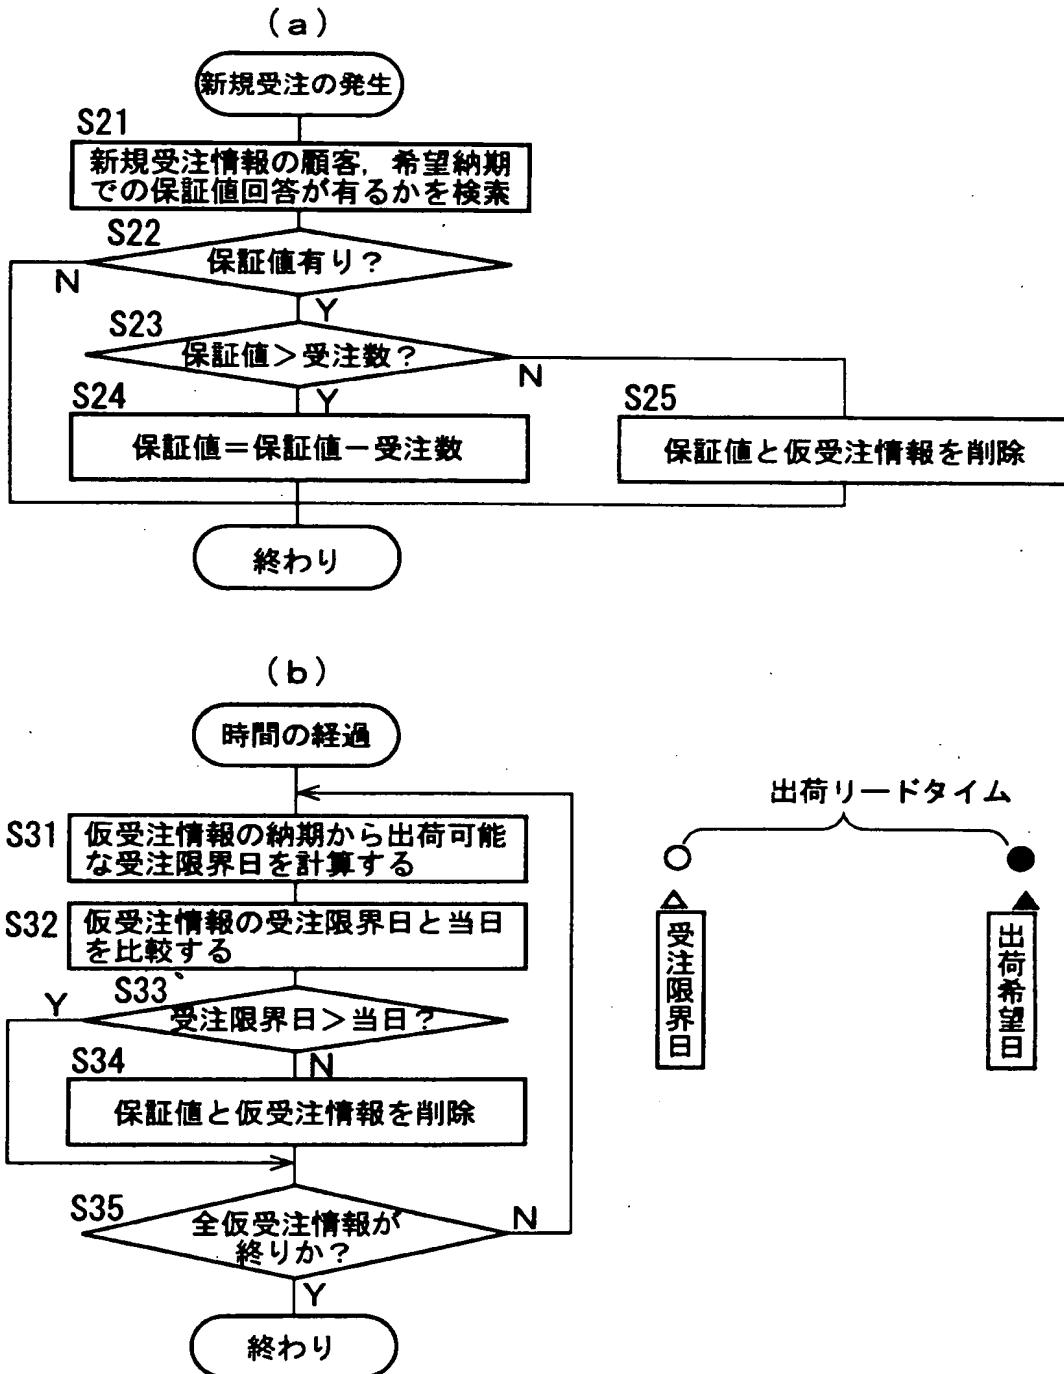 (a)
新規受注の発生
S21
新規受注情報の顧客，希望納期
での保証値回答が有るかを検索
S22
保証値有り？
N
Y
S23
保証値＞受注数？
N
Y
S24
保証値＝保証値－受注数
S25
保証値と仮受注情報を削除
終わり
(b)
時間の経過
S31
仮受注情報の納期から出荷可能
な受注限界日を計算する
S32
仮受注情報の受注限界日と当日
を比較する
S33
受注限界日＞当日？
Y
N
S34
保証値と仮受注情報を削除
S35
全仮受注情報が
終りか？
N
Y
終わり
出荷リードタイム
受注限界日
出荷希望日